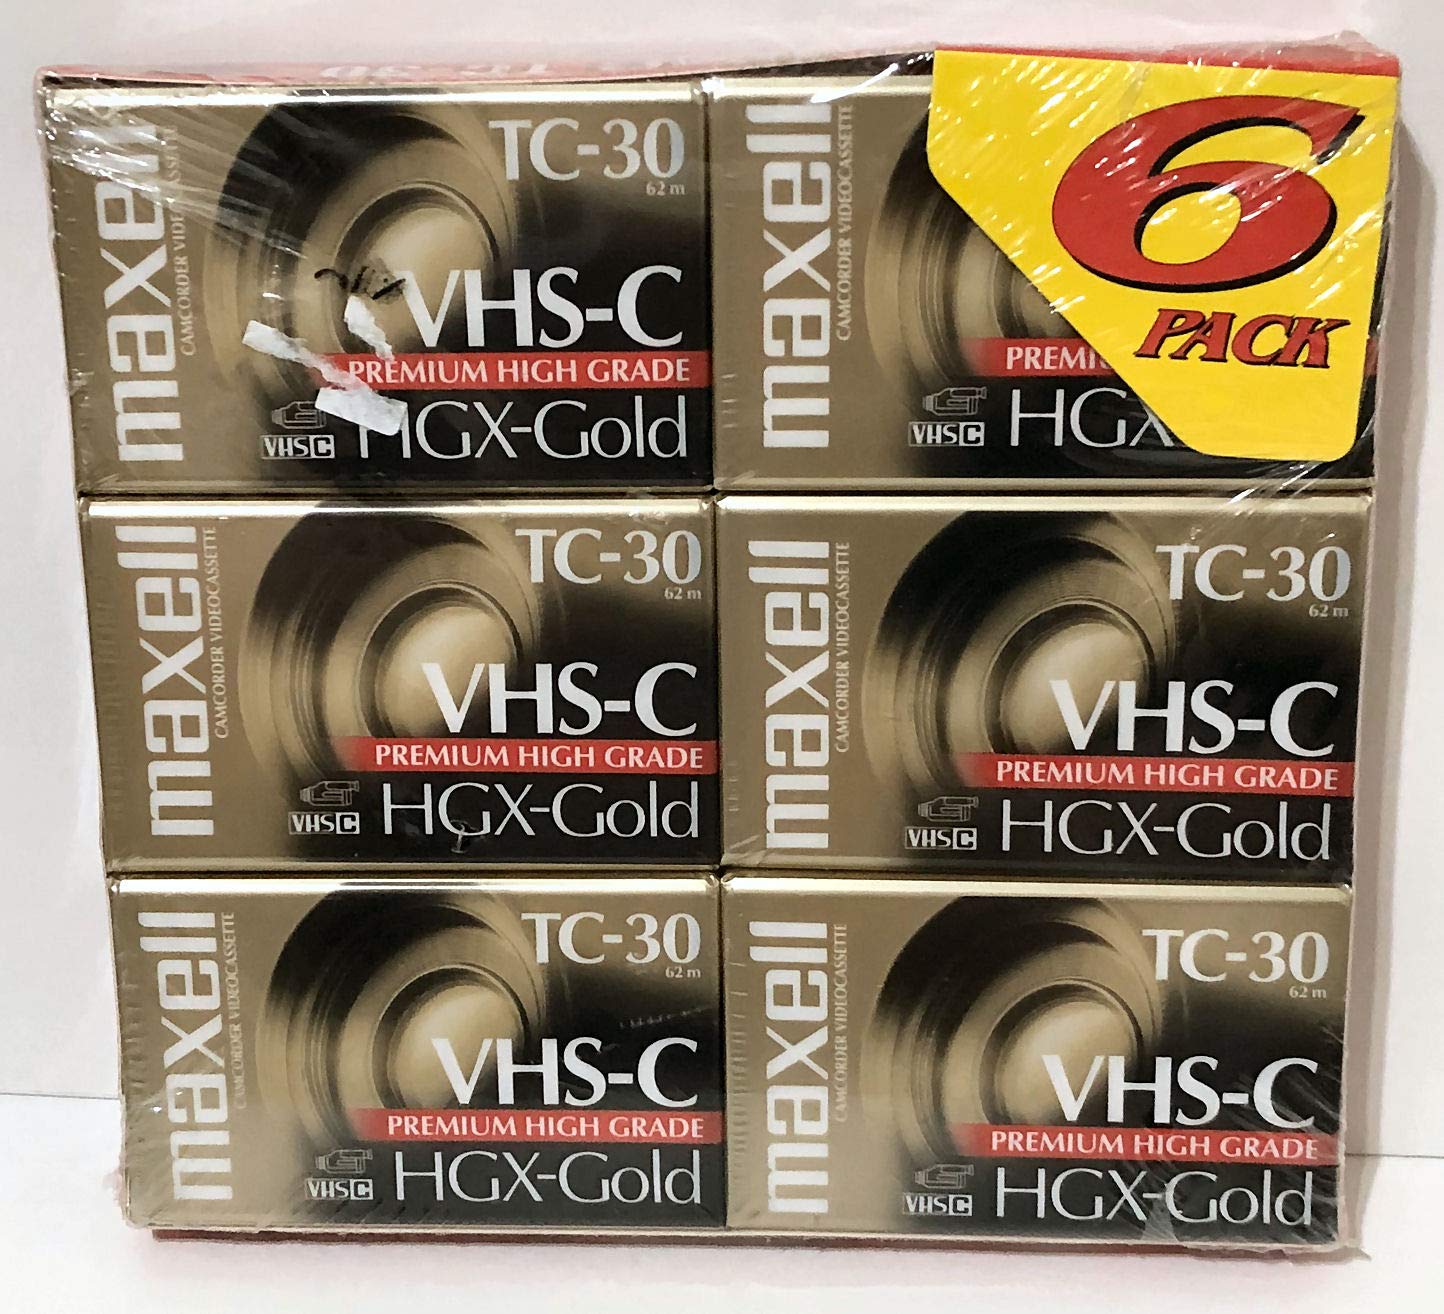 TC-30
maxell
CAMCORDER VIDEOCASSETTE
TC-30
62 m
VHS-C
PREMIUM HIGH GRADE
VHS C
HGX-Gold
maxell
CAMCORDER VIDEOCASSETTE
6
PACK
VHS C
maxell
CAMCORDER VIDEOCASSETTE
TC-30
62 m
VHS-C
PREMIUM HIGH GRADE
VHS C
HGX-Gold
maxell
CAMCORDER VIDEOCASSETTE
TC-30
62 m
VHS-C
PREMIUM HIGH GRADE
VHS C
HGX-Gold
maxell
CAMCORDER VIDEOCASSETTE
TC-30
62 m
VHS-C
PREMIUM HIGH GRADE
VHS C
HGX-Gold
maxell
CAMCORDER VIDEOCASSETTE
TC-30
62 m
VHS-C
PREMIUM HIGH GRADE
VHS C
HGX-Gold